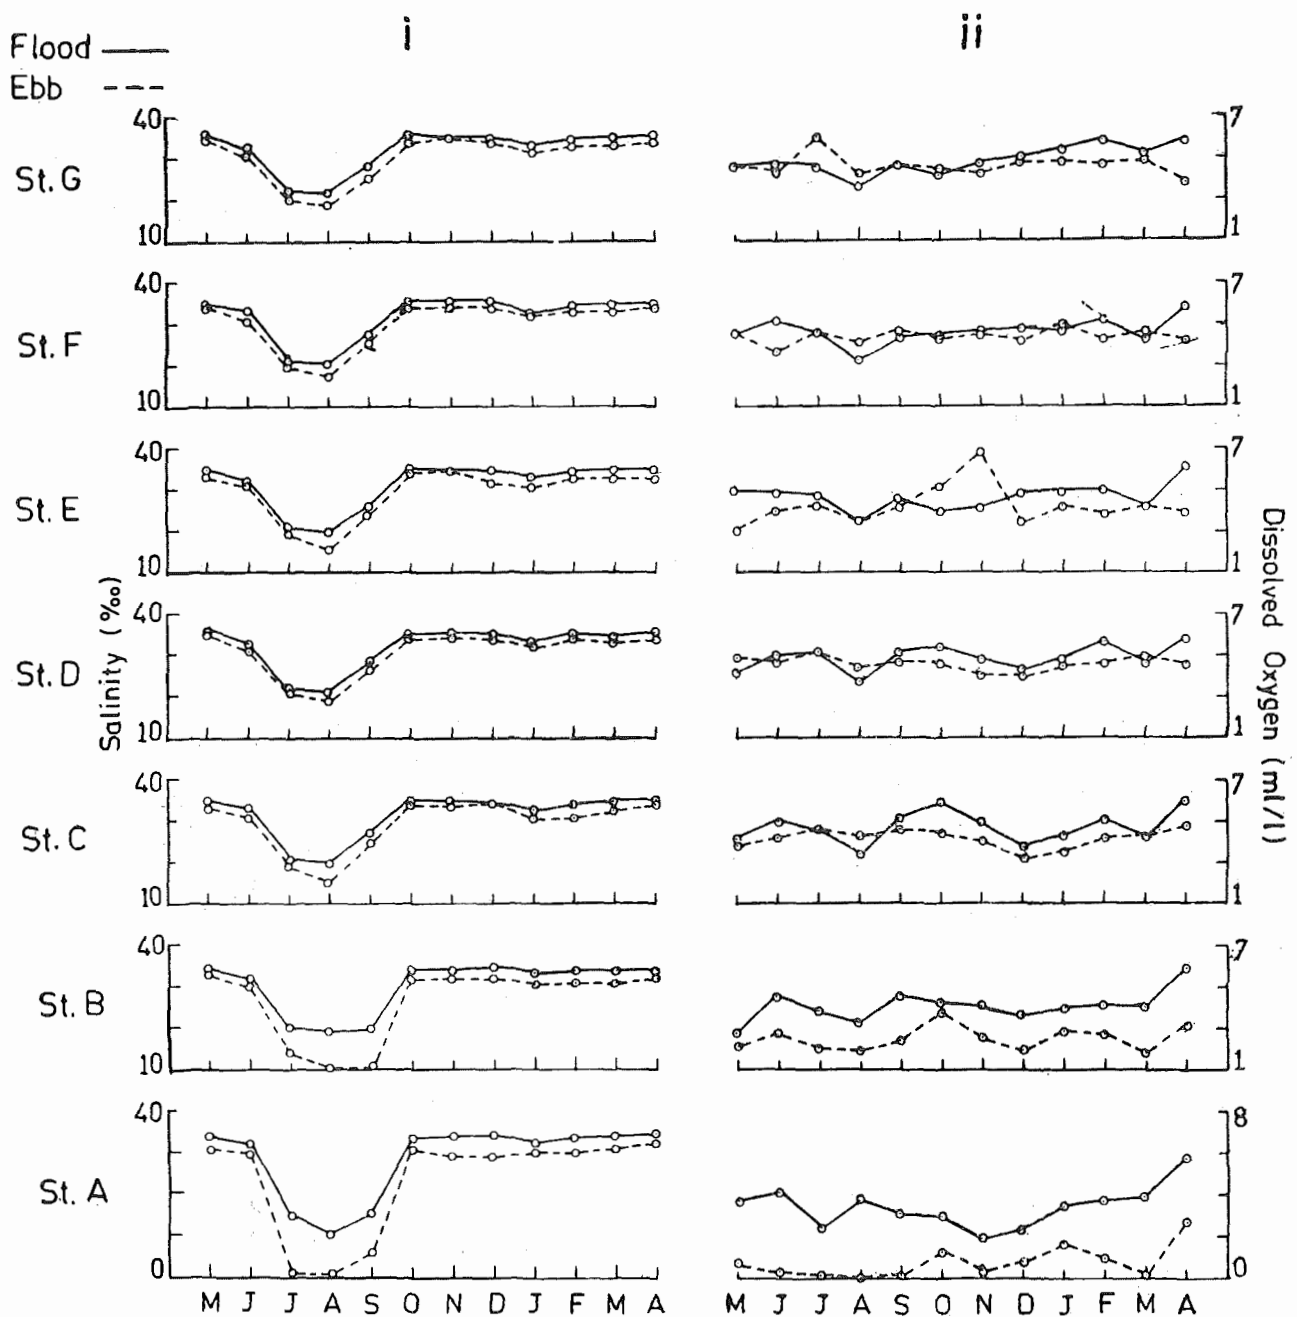 i ii
Flood
Ebb
St. G 40 10 7 1
St. F 40 10 7 1
St. E 40 10 7 1
St. D 40 10 7 1
St. C 40 10 7 1
St. B 40 10 7 1
St. A 40 0 8 0
Salinity (‰)
Dissolved Oxygen (ml/l)
M J J A S O N D J F M A M J J A S O N D J F M A